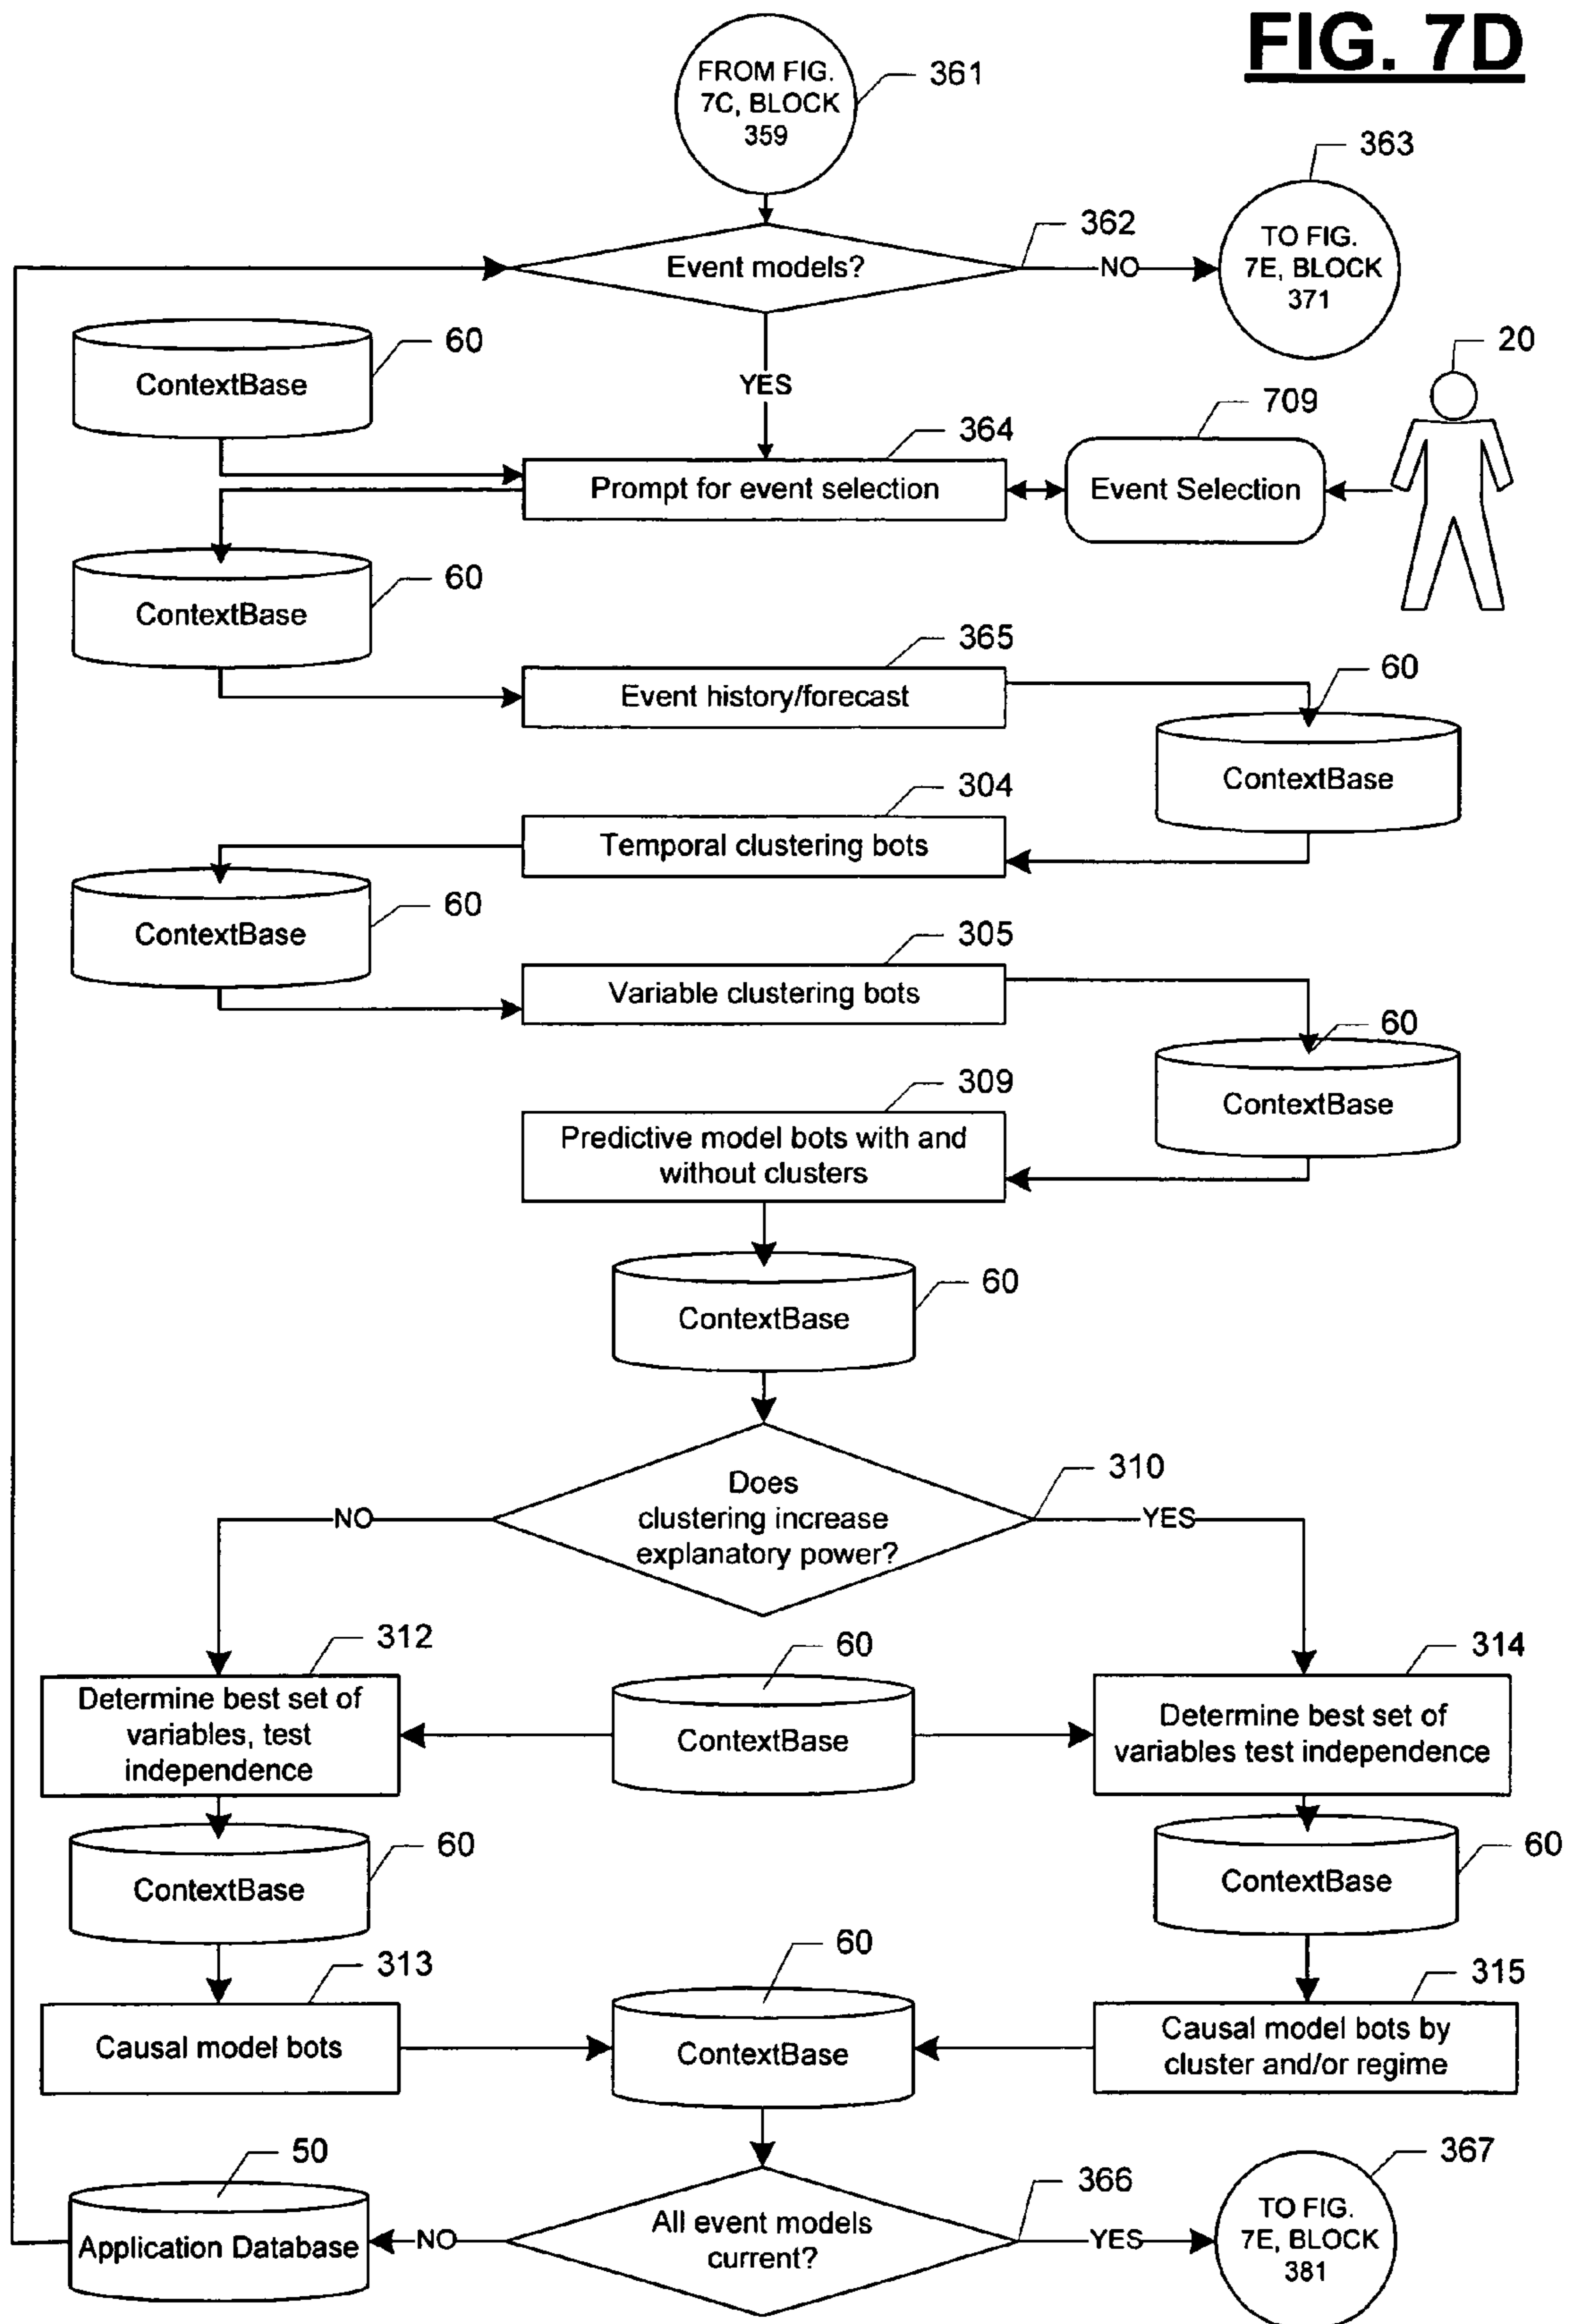 FIG. 7D
FROM FIG.
7C, BLOCK
359
361
363
362
Event models?
NO
TO FIG.
7E, BLOCK
371
60
ContextBase
YES
20
709
364
Prompt for event selection
Event Selection
60
ContextBase
365
Event history/forecast
60
ContextBase
304
Temporal clustering bots
60
ContextBase
305
Variable clustering bots
60
ContextBase
309
Predictive model bots with and
without clusters
60
ContextBase
310
Does
clustering increase
explanatory power?
NO
YES
312
Determine best set of
variables, test
independence
60
ContextBase
314
Determine best set of
variables test independence
60
ContextBase
60
ContextBase
313
Causal model bots
60
ContextBase
315
Causal model bots by
cluster and/or regime
50
Application Database
NO
366
All event models
current?
YES
367
TO FIG.
7E, BLOCK
381